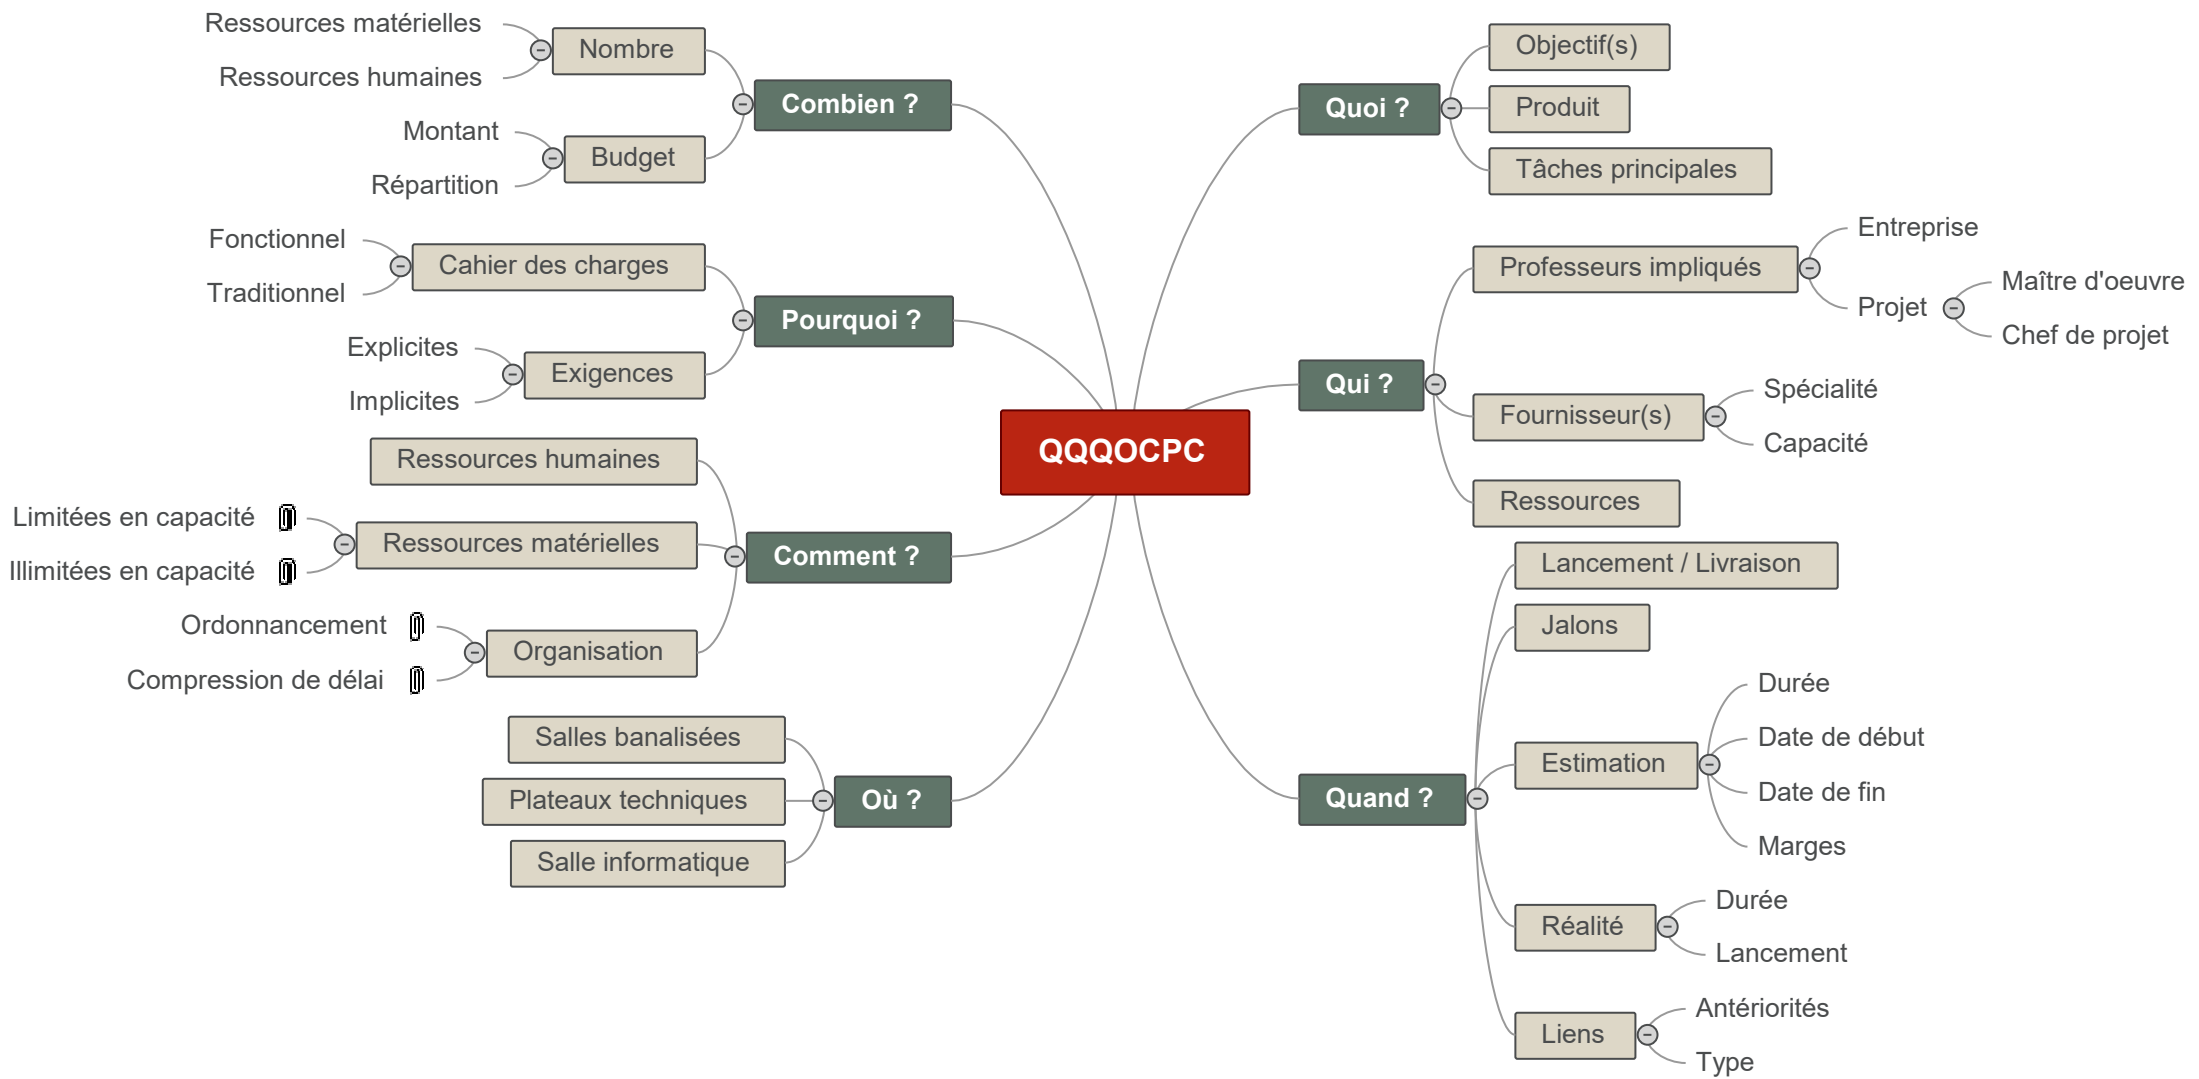 QQQOCPC
Quoi ?
Objectif(s)
Produit
Tâches principales
Qui ?
Professeurs impliqués
Entreprise
Projet
Maître d'oeuvre
Chef de projet
Fournisseur(s)
Spécialité
Capacité
Ressources
Quand ?
Lancement / Livraison
Jalons
Estimation
Durée
Date de début
Date de fin
Marges
Réalité
Durée
Lancement
Liens
Antériorités
Type
Combien ?
Nombre
Ressources matérielles
Ressources humaines
Budget
Montant
Répartition
Pourquoi ?
Cahier des charges
Fonctionnel
Traditionnel
Exigences
Explicites
Implicites
Comment ?
Ressources humaines
Ressources matérielles
Limitées en capacité
Illimitées en capacité
Organisation
Ordonnancement
Compression de délai
Où ?
Salles banalisées
Plateaux techniques
Salle informatique